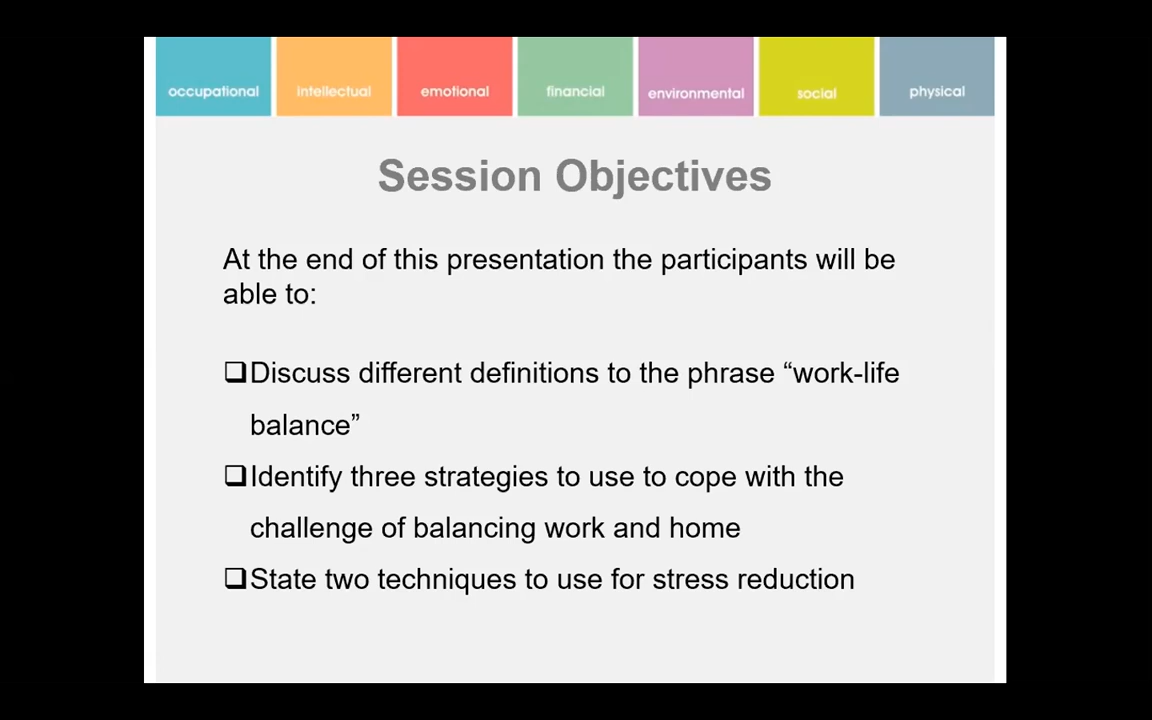 occupational intellectual emotional financial environmental social physical
Session Objectives
At the end of this presentation the participants will be
able to:
❑Discuss different definitions to the phrase “work-life
balance”
❑Identify three strategies to use to cope with the
challenge of balancing work and home
❑State two techniques to use for stress reduction